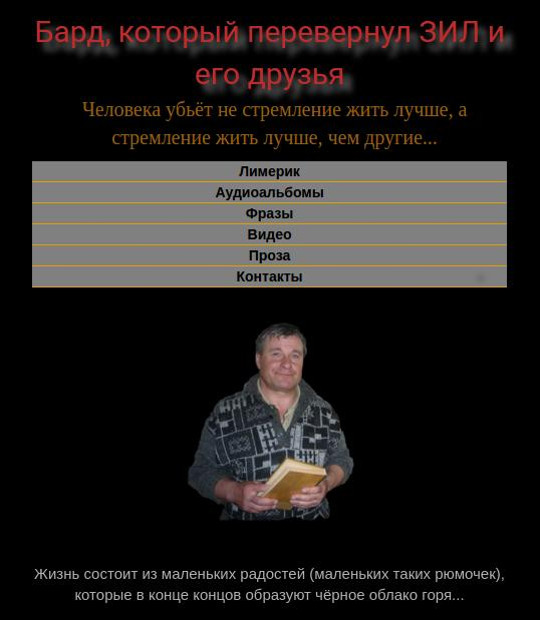 Бард, который перевернул ЗИЛ и
его друзья
Человека убьёт не стремление жить лучше, а
стремление жить лучше, чем другие...
Лимерик
Аудиоальбомы
Фразы
Видео
Проза
Контакты
Жизнь состоит из маленьких радостей (маленьких таких рюмочек),
которые в конце концов образуют чёрное облако горя...